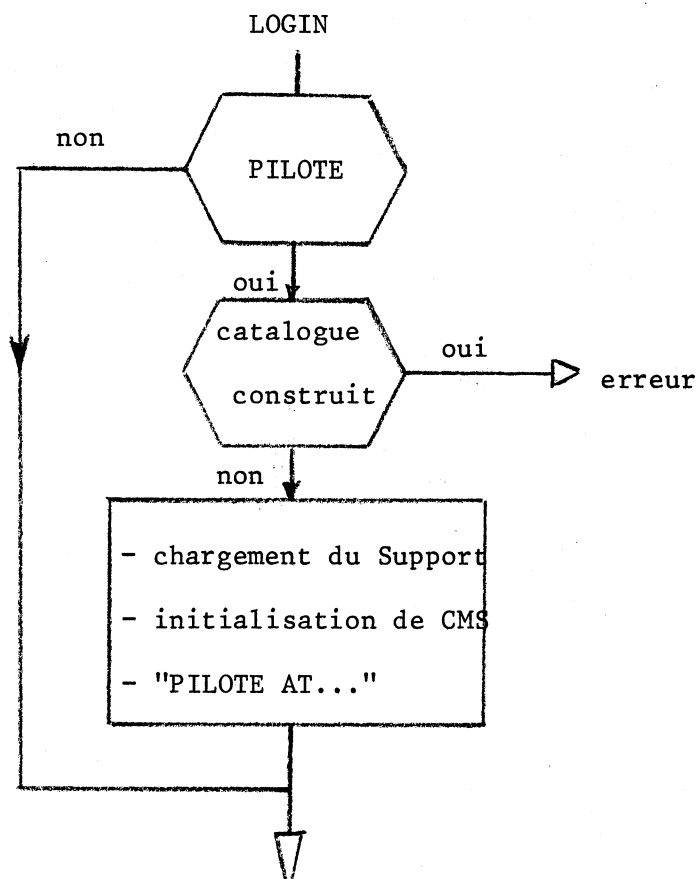 LOGIN
non
PILOTE
oui
catalogue
oui
construit
erreur
non
- chargement du Support
- initialisation de CMS
- "PILOTE AT..."